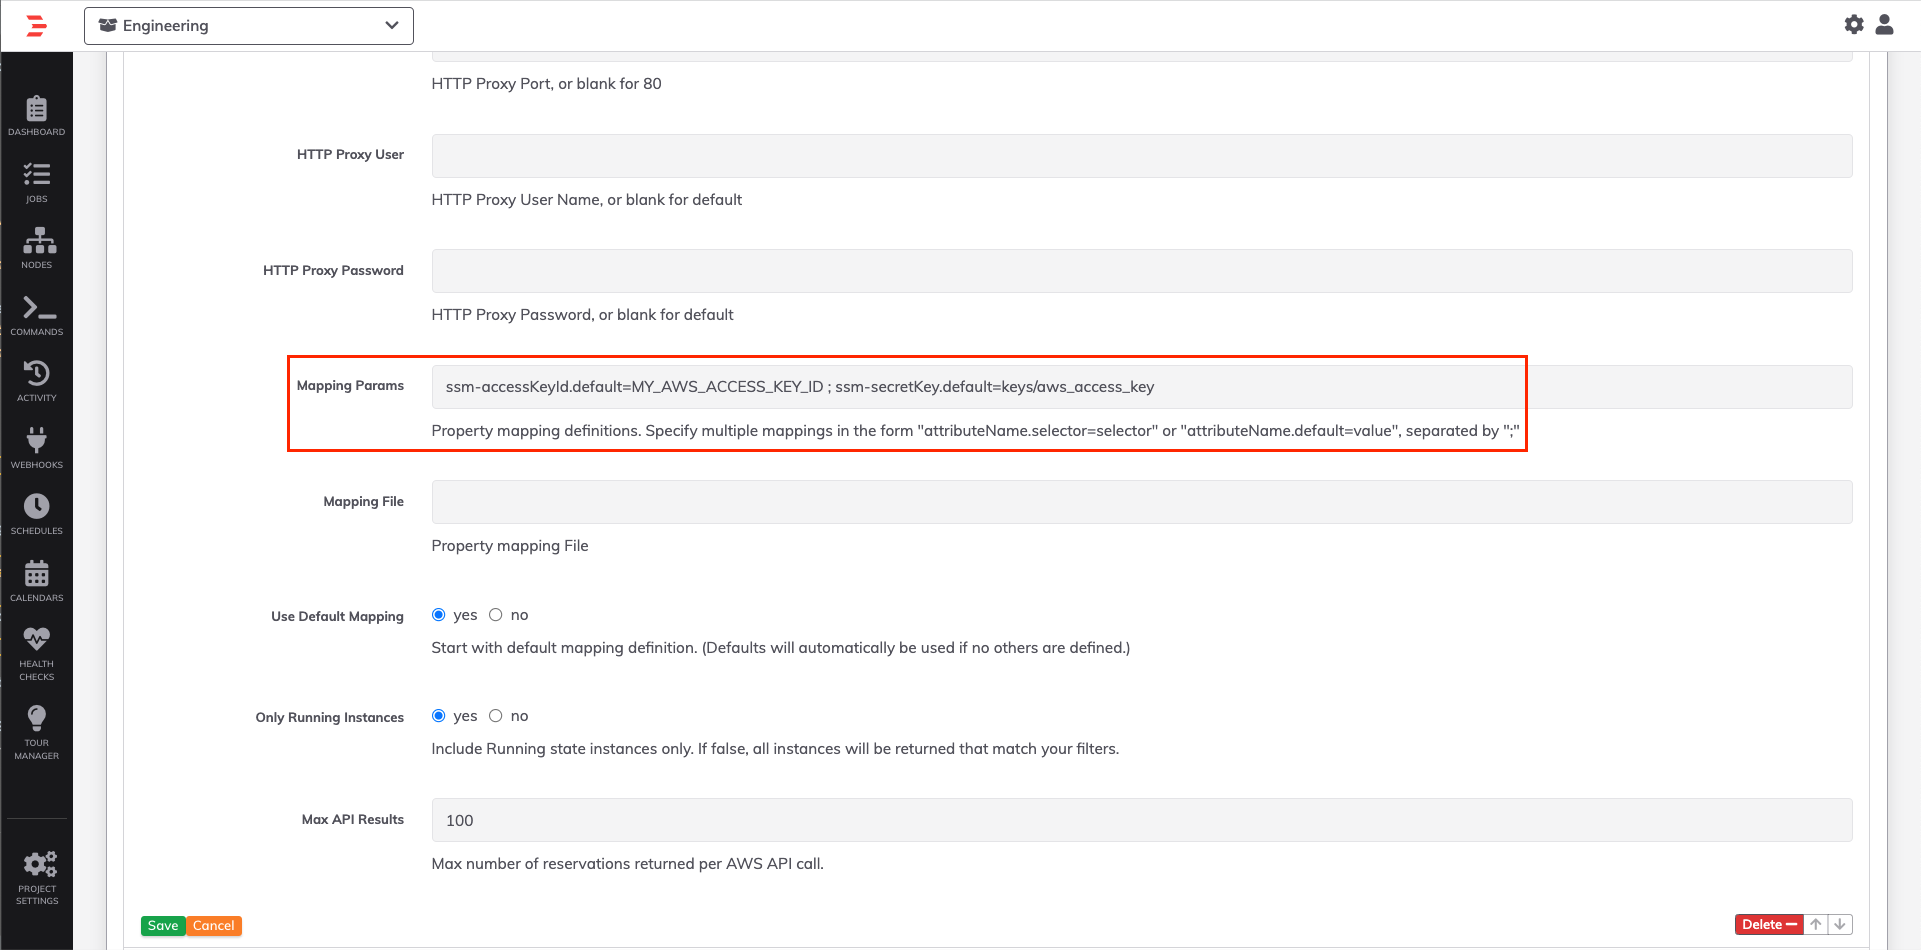 Engineering
DASHBOARD
JOBS
NODES
COMMANDS
ACTIVITY
WEBHOOKS
SCHEDULES
CALENDARS
HEALTH
CHECKS
TOUR
MANAGER
PROJECT
SETTINGS
HTTP Proxy Port, or blank for 80
HTTP Proxy User
HTTP Proxy User Name, or blank for default
HTTP Proxy Password
HTTP Proxy Password, or blank for default
Mapping Params
ssm-accessKeyId.default=MY_AWS_ACCESS_KEY_ID ; ssm-secretKey.default=keys/aws_access_key
Property mapping definitions. Specify multiple mappings in the form "attributeName.selector=selector" or "attributeName.default=value", separated by ";"
Mapping File
Property mapping File
Use Default Mapping
yes no
Start with default mapping definition. (Defaults will automatically be used if no others are defined.)
Only Running Instances
yes no
Include Running state instances only. If false, all instances will be returned that match your filters.
Max API Results
100
Max number of reservations returned per AWS API call.
Save Cancel
Delete